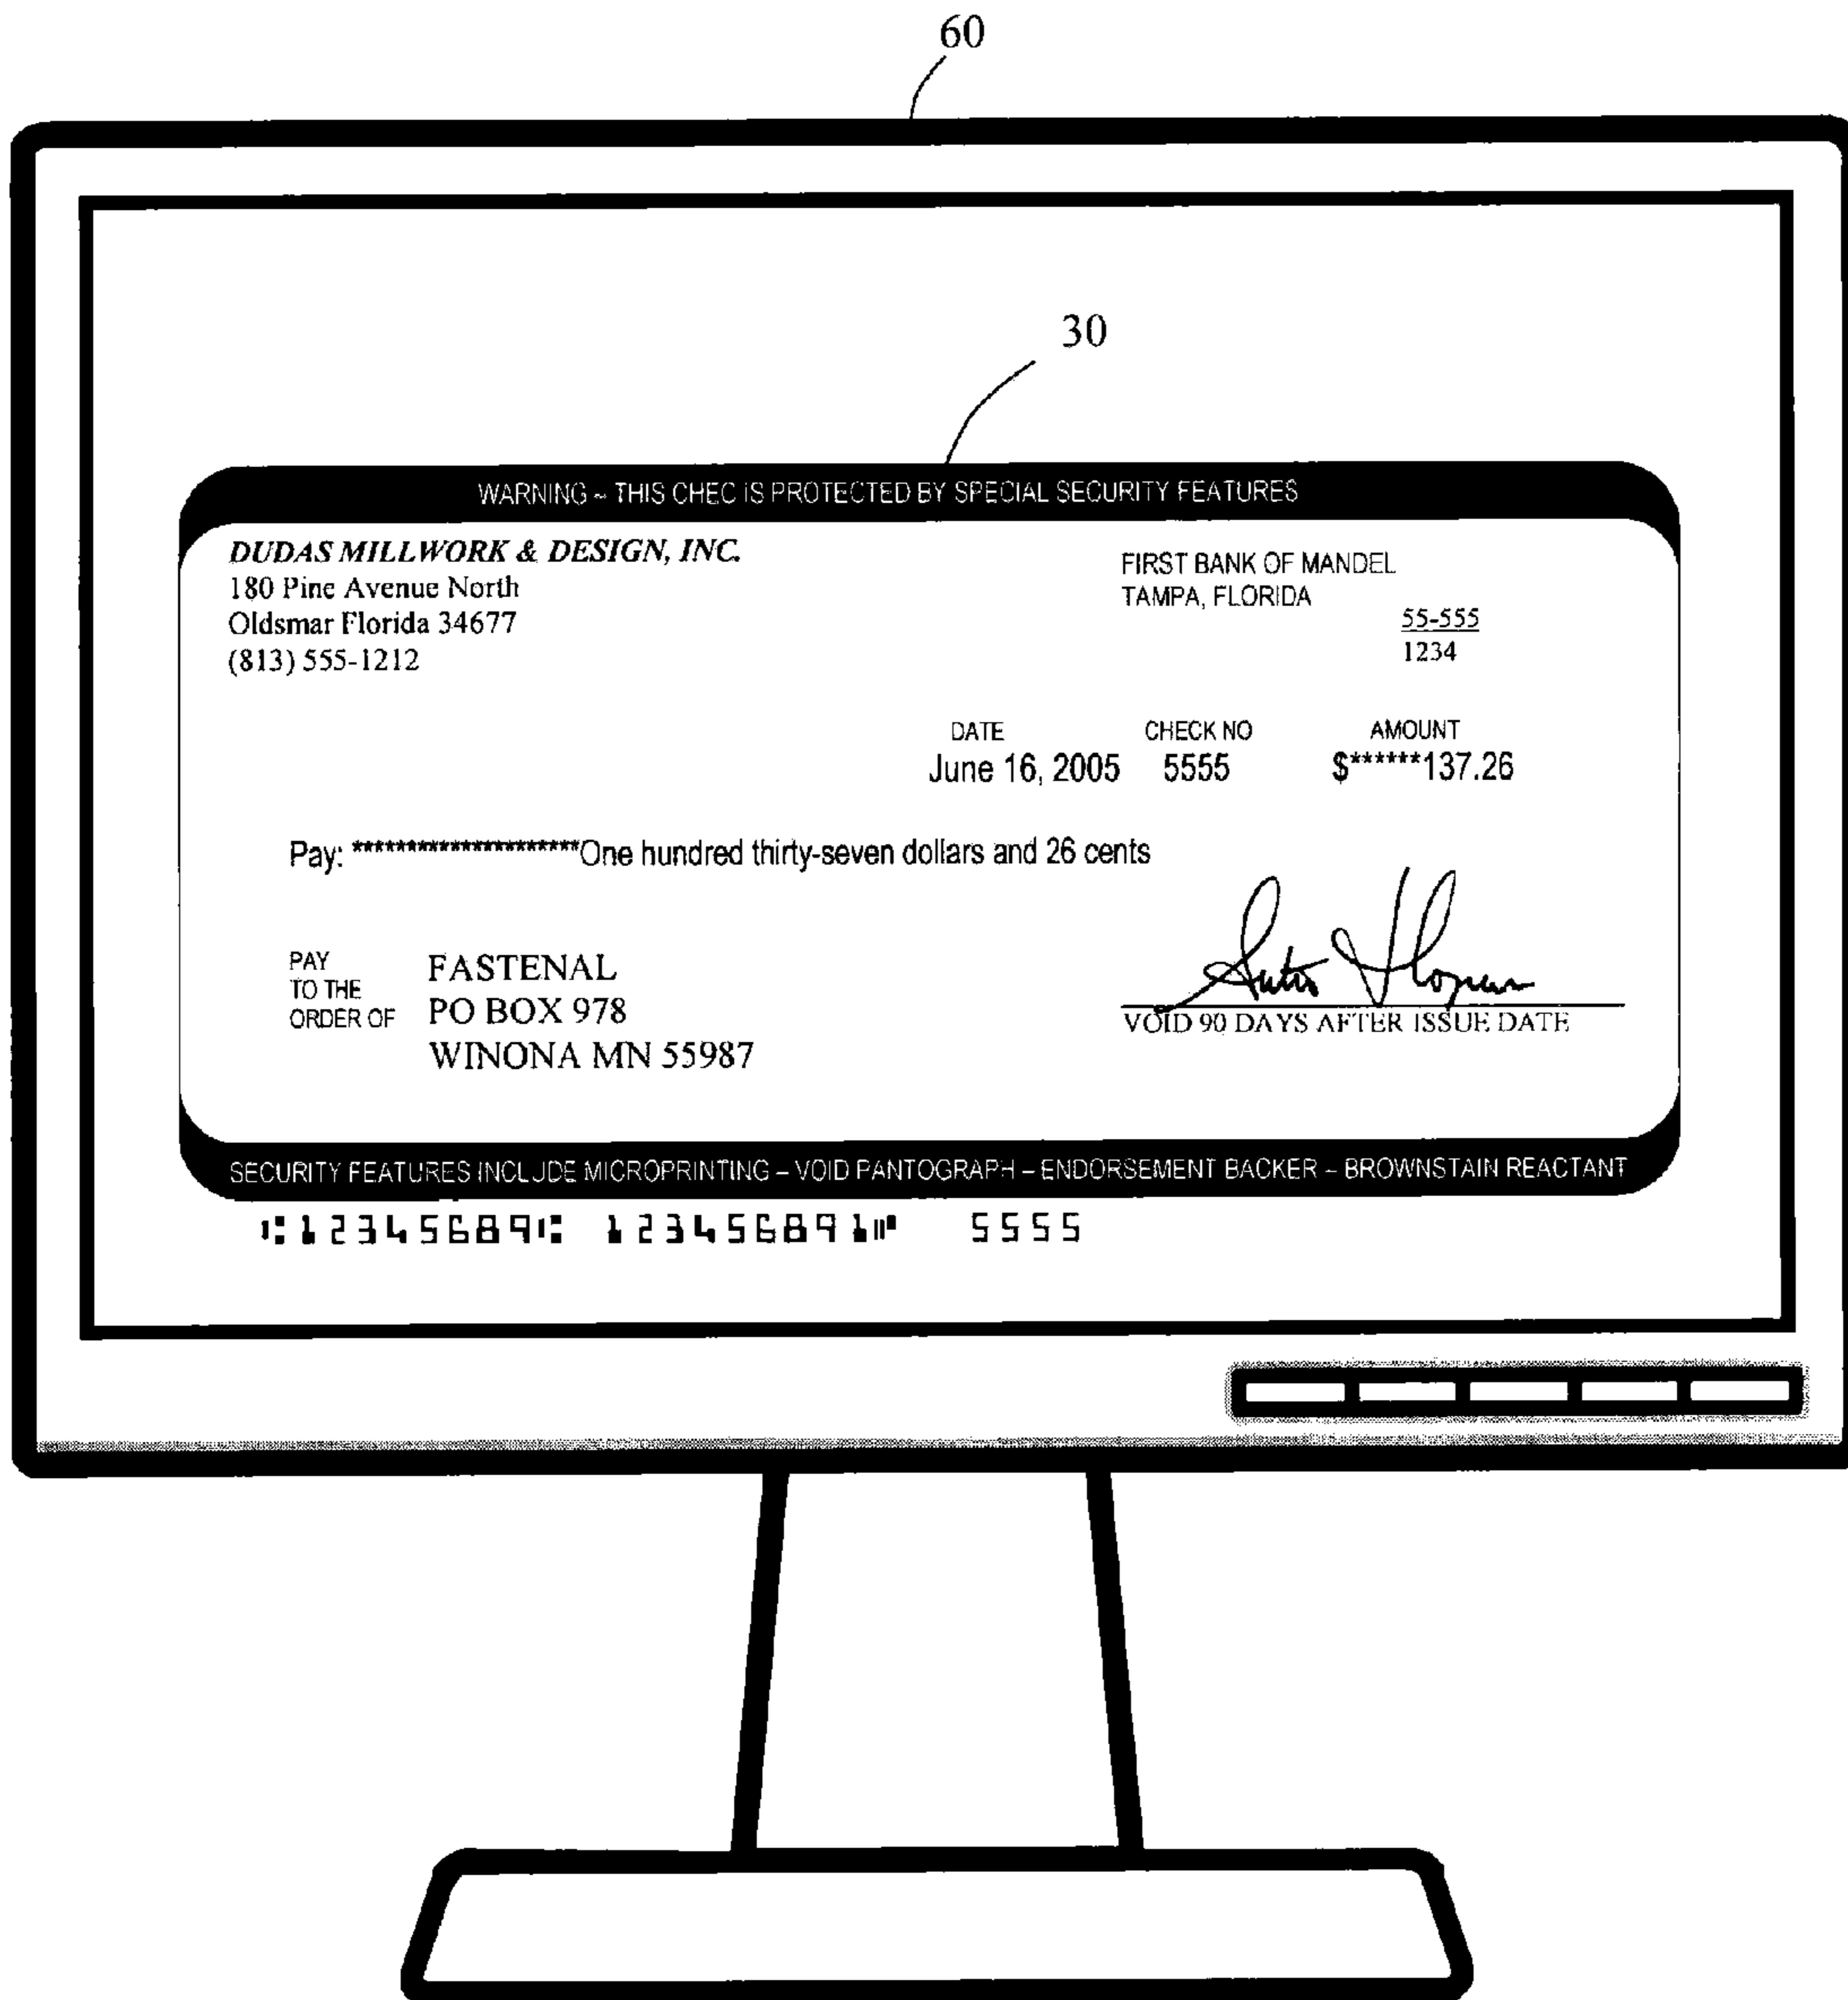 60
30
WARNING ~ THIS CHEC IS PROTECTED BY SPECIAL SECURITY FEATURES
DUDAS MILLWORK & DESIGN, INC.
180 Pine Avenue North
Oldsmar Florida 34677
(813) 555-1212
FIRST BANK OF MANDEL
TAMPA, FLORIDA
55-555
1234
DATE CHECK NO AMOUNT
June 16, 2005 5555 $******137.26
Pay: *********************One hundred thirty-seven dollars and 26 cents
PAY
TO THE
ORDER OF
FASTENAL
PO BOX 978
WINONA MN 55987
VOID 90 DAYS AFTER ISSUE DATE
SECURITY FEATURES INCLUDE MICROPRINTING – VOID PANTOGRAPH – ENDORSEMENT BACKER – BROWNSTAIN REACTANT
⑆12345689⑆ 123456891⑈ 5555